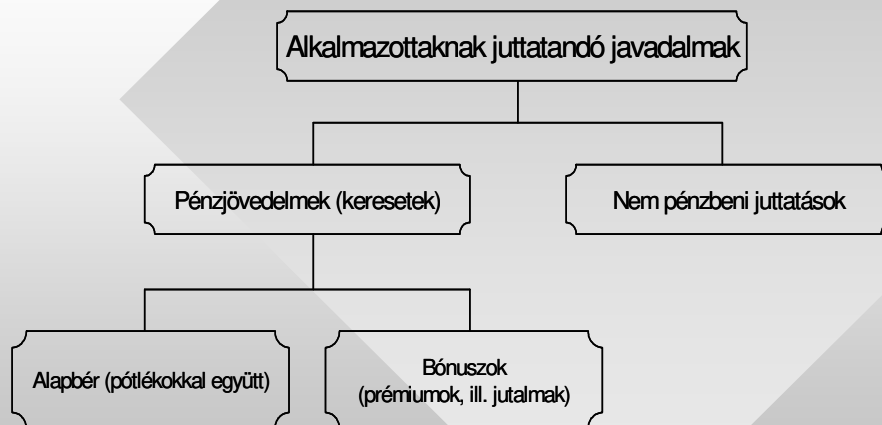 Alkalmazottaknak juttatandó javadalmak
Pénzjövedelmek (keresetek)
Nem pénzbeni juttatások
Alapbér (pótlékokkal együtt)
Bónuszok
(prémiumok, ill. jutalmak)